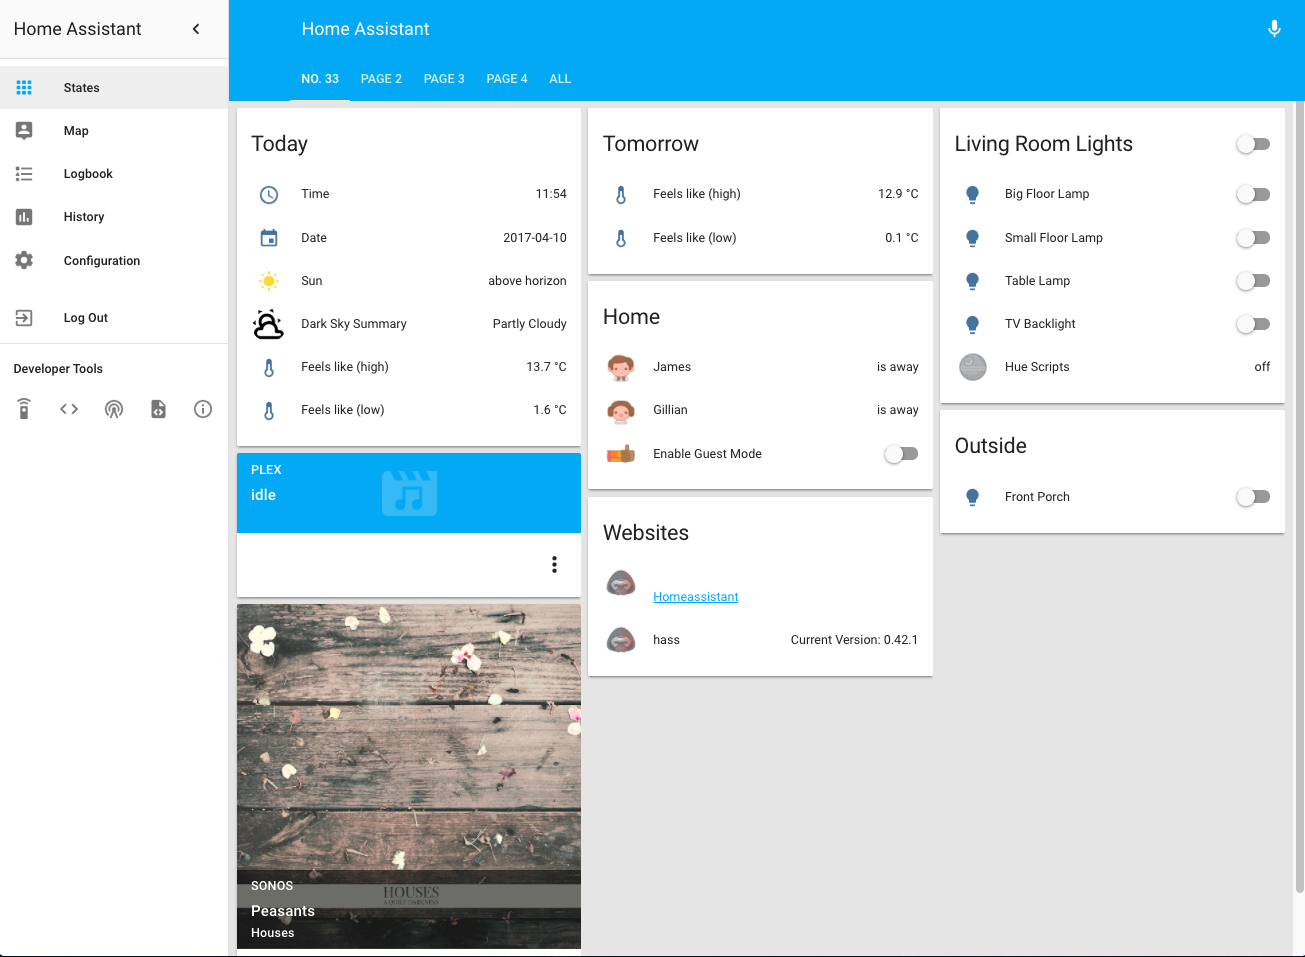 Home Assistant
States
Map
Logbook
History
Configuration
Log Out
Developer Tools
Home Assistant
NO. 33 PAGE 2 PAGE 3 PAGE 4 ALL
Today
Time 11:54
Date 2017-04-10
Sun above horizon
Dark Sky Summary Partly Cloudy
Feels like (high) 13.7 °C
Feels like (low) 1.6 °C
PLEX
idle
HOUSES
A QUIET DARKNESS
SONOS
Peasants
Houses
Tomorrow
Feels like (high) 12.9 °C
Feels like (low) 0.1 °C
Home
James is away
Gillian is away
Enable Guest Mode
Websites
Homeassistant
hass Current Version: 0.42.1
Living Room Lights
Big Floor Lamp
Small Floor Lamp
Table Lamp
TV Backlight
Hue Scripts off
Outside
Front Porch